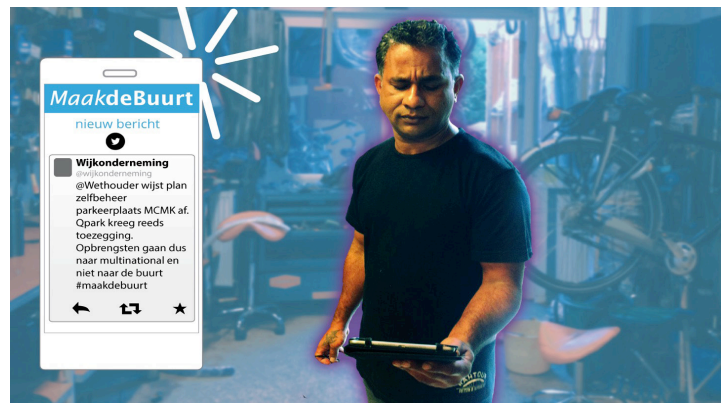 MaakdeBuurt
nieuw bericht
Wijkonderneming
@wijkonderneming
@Wethouder wijst plan
zelfbeheer
parkeerplaats MCMK af.
Qpark kreeg reeds
toezegging.
Opbrengsten gaan dus
naar multinational en
niet naar de buurt
#maakdebuurt